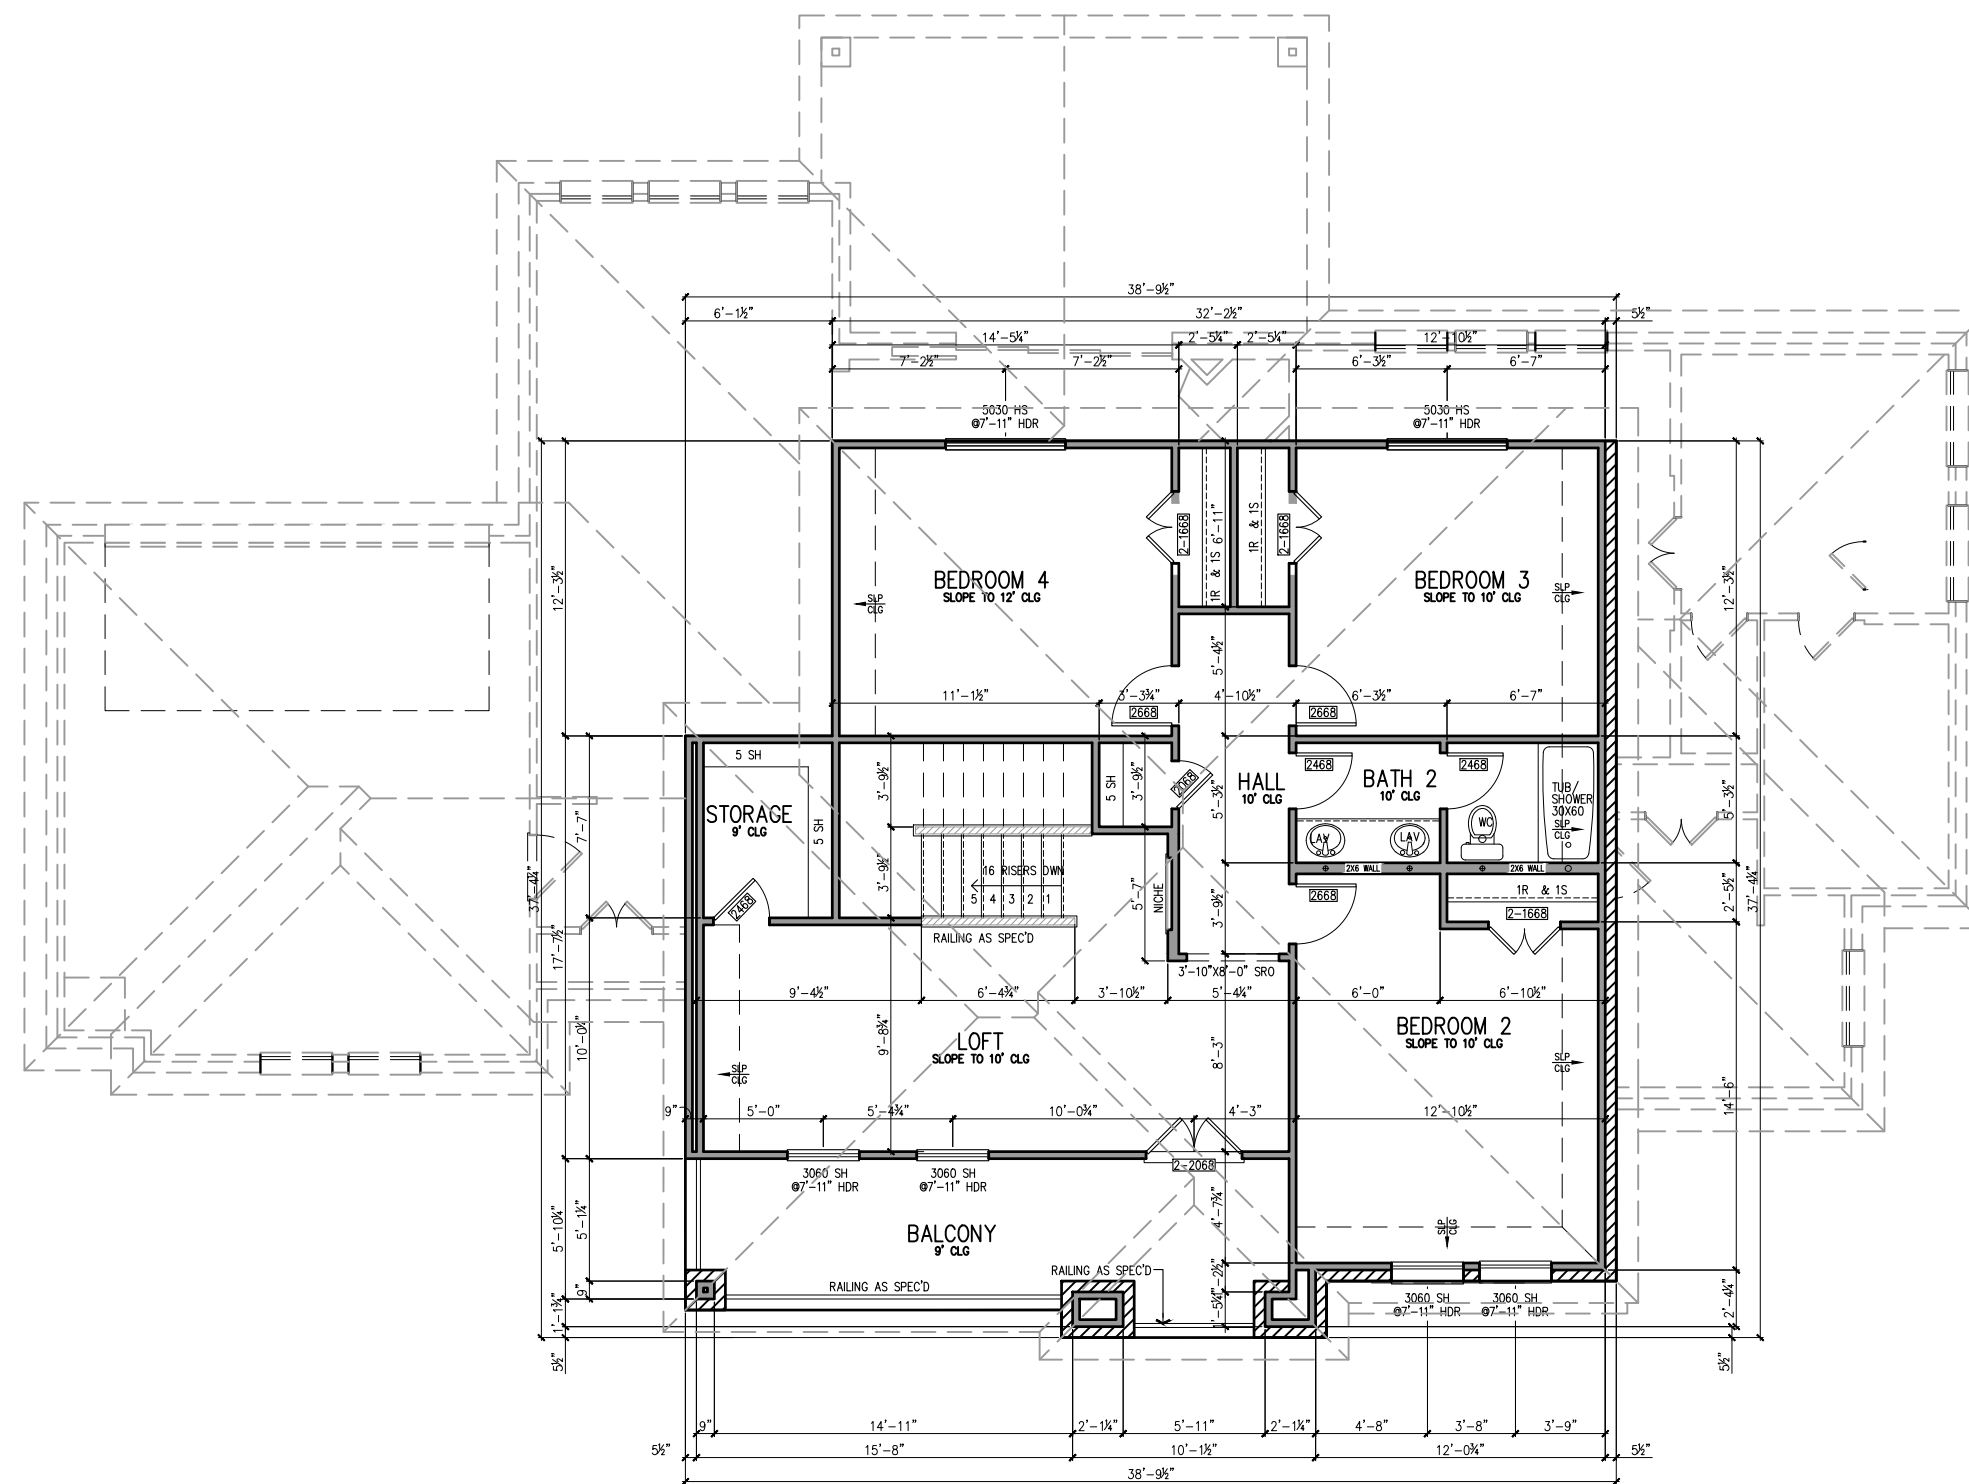 38'-9½"
6'-1½"
32'-2½"
5½"
14'-5¼"
2'-5¼"
2'-5¼"
12'-10½"
7'-2½"
7'-2½"
6'-3½"
6'-7"
5030 HS
@7'-11" HDR
5030 HS
@7'-11" HDR
12'-3½"
2-1668
1R & 1S
6'-11"
1R & 1S
2-1668
12'-3½"
BEDROOM 4
SLOPE TO 12' CLG
SLP
CLG
BEDROOM 3
SLOPE TO 10' CLG
SLP
CLG
5'-4½"
11'-1½"
3'-3¾"
4'-10½"
6'-3½"
6'-7"
2668
2668
5 SH
STORAGE
9' CLG
5 SH
7'-7"
3'-9½"
5 SH
3'-9½"
2068
HALL
10' CLG
5'-3½"
2468
BATH 2
10' CLG
2468
TUB/
SHOWER
30X60
SLP
CLG
5'-3½"
LAV
LAV
WC
2X6 WALL
2X6 WALL
37'-4¼"
2468
3'-9½"
16 RISERS DWN
5 4 3 2 1
5'-7"
NICHE
3'-9½"
2668
1R & 1S
2-1668
2'-5½"
37'-4¼"
RAILING AS SPEC'D
17'-7½"
3'-10"X8'-0" SRO
9'-4½"
6'-4¾"
3'-10½"
5'-4¼"
6'-0"
6'-10½"
10'-0¼"
9'-8¾"
LOFT
SLOPE TO 10' CLG
8'-3"
BEDROOM 2
SLOPE TO 10' CLG
SLP
CLG
SLP
CLG
14'-6"
9"
5'-0"
5'-4¾"
10'-0¾"
4'-3"
12'-10½"
3060 SH
@7'-11" HDR
3060 SH
@7'-11" HDR
2-2068
5'-10¼"
5'-1¼"
BALCONY
9' CLG
4'-7¾"
SLP
CLG
RAILING AS SPEC'D
RAILING AS SPEC'D
9"
1'-1¾"
3060 SH
@7'-11" HDR
3060 SH
@7'-11" HDR
2'-4¼"
5½"
5½"
9"
14'-11"
2'-1¼"
5'-11"
2'-1¼"
4'-8"
3'-8"
3'-9"
5½"
15'-8"
10'-1½"
12'-0¾"
5½"
38'-9½"